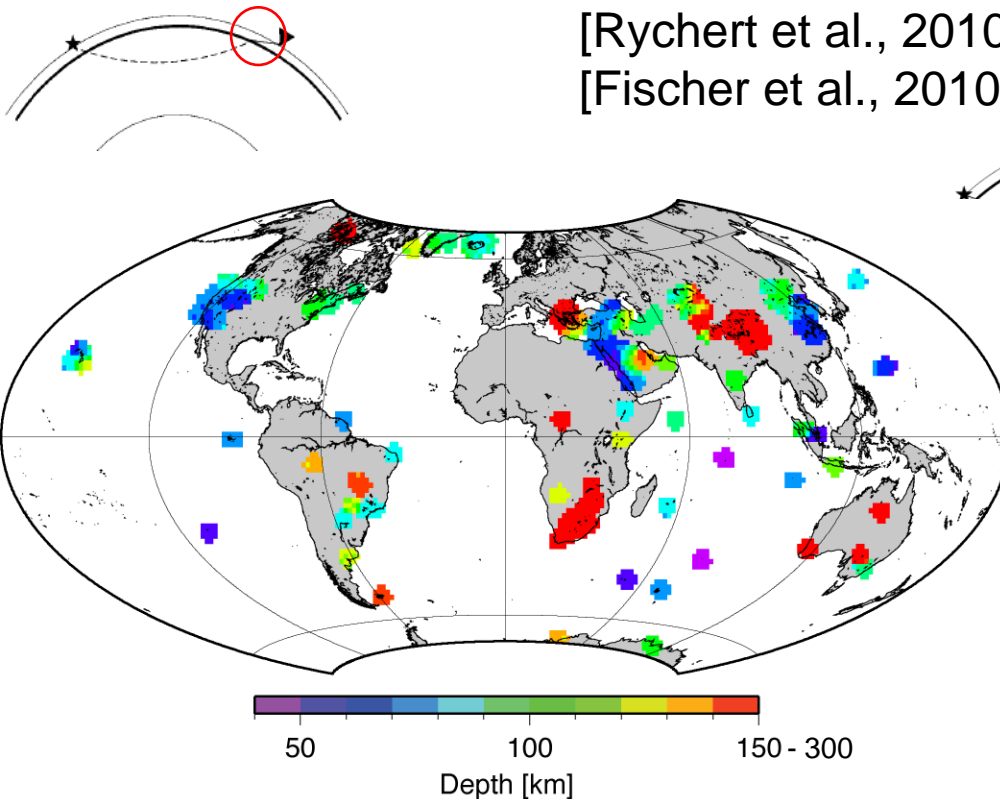 [Rychert et al., 2010
[Fischer et al., 2010
50 100 150 - 300
Depth [km]